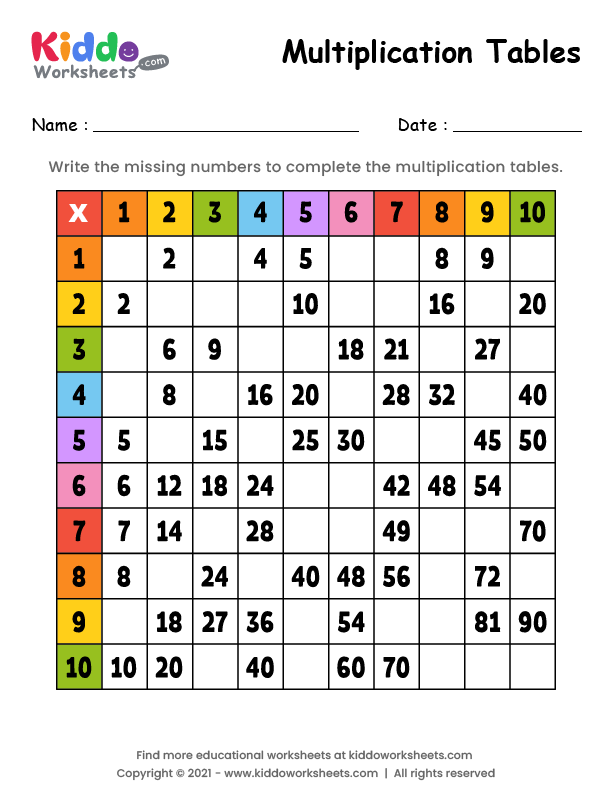 Kiddo
Worksheets.com
Multiplication Tables
Name : Date :
Write the missing numbers to complete the multiplication tables.
X 1 2 3 4 5 6 7 8 9 10
1 2 4 5 8 9
2 2 10 16 20
3 6 9 18 21 27
4 8 16 20 28 32 40
5 5 15 25 30 45 50
6 6 12 18 24 42 48 54
7 7 14 28 49 70
8 8 24 40 48 56 72
9 18 27 36 54 81 90
10 10 20 40 60 70
Find more educational worksheets at kiddoworksheets.com
Copyright © 2021 - www.kiddoworksheets.com | All rights reserved